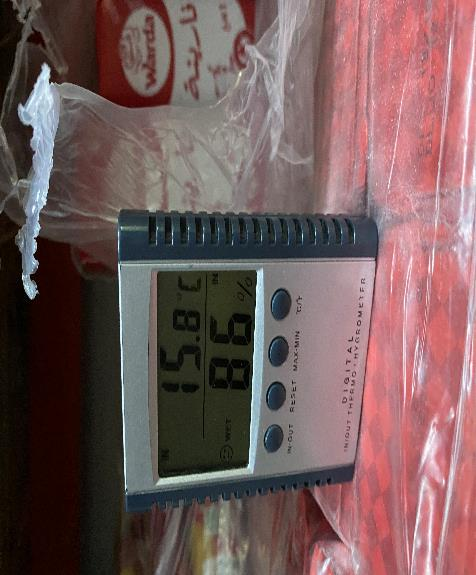 Warda
IN
15.8 °C
IN
WET 86 %
IN·OUT RESET MAX·MIN °C/°F
DIGITAL
IN/OUT THERMO-HYGROMETER